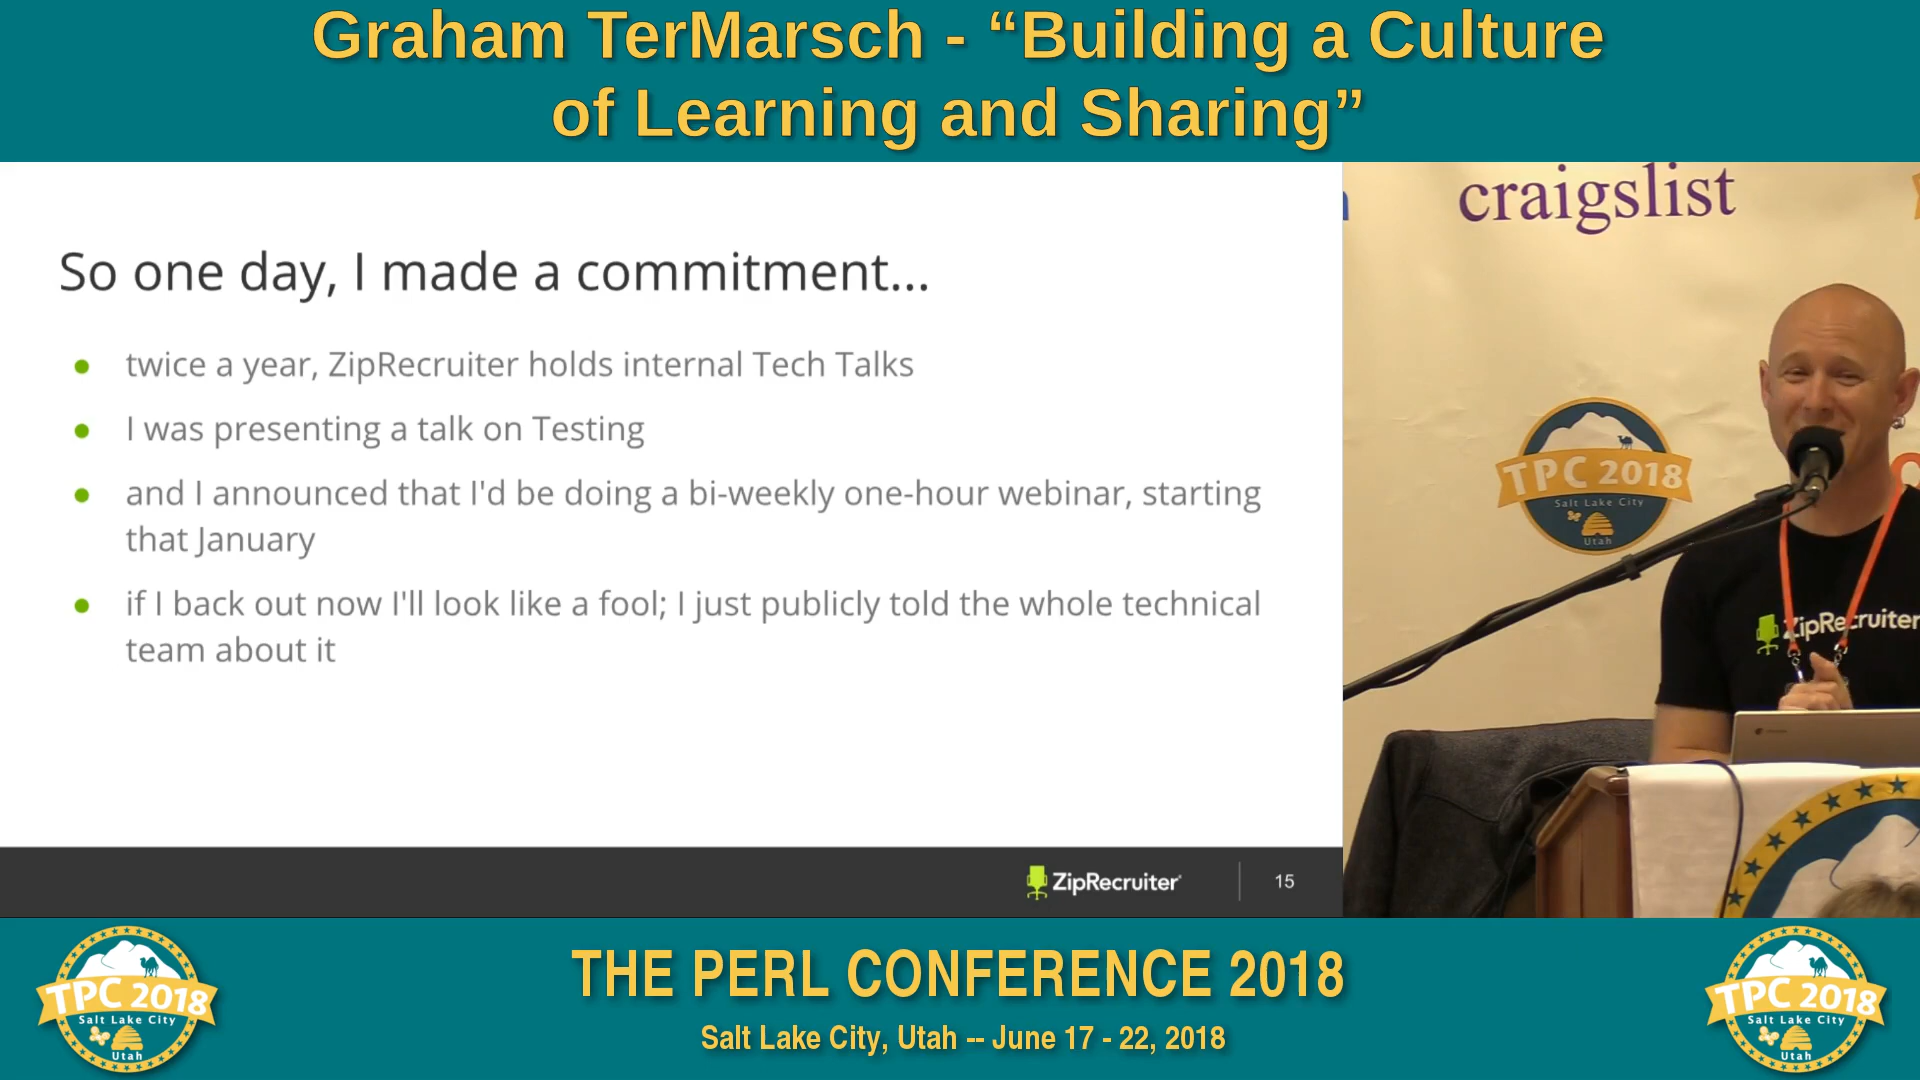 Graham TerMarsch - “Building a Culture
of Learning and Sharing”
So one day, I made a commitment...
twice a year, ZipRecruiter holds internal Tech Talks
I was presenting a talk on Testing
and I announced that I'd be doing a bi-weekly one-hour webinar, starting
that January
if I back out now I'll look like a fool; I just publicly told the whole technical
team about it
ZipRecruiter
15
craigslist
TPC 2018
Salt Lake City
Utah
ZipRecruiter
TPC 2018
Salt Lake City
Utah
THE PERL CONFERENCE 2018
Salt Lake City, Utah -- June 17 - 22, 2018
TPC 2018
Salt Lake City
Utah